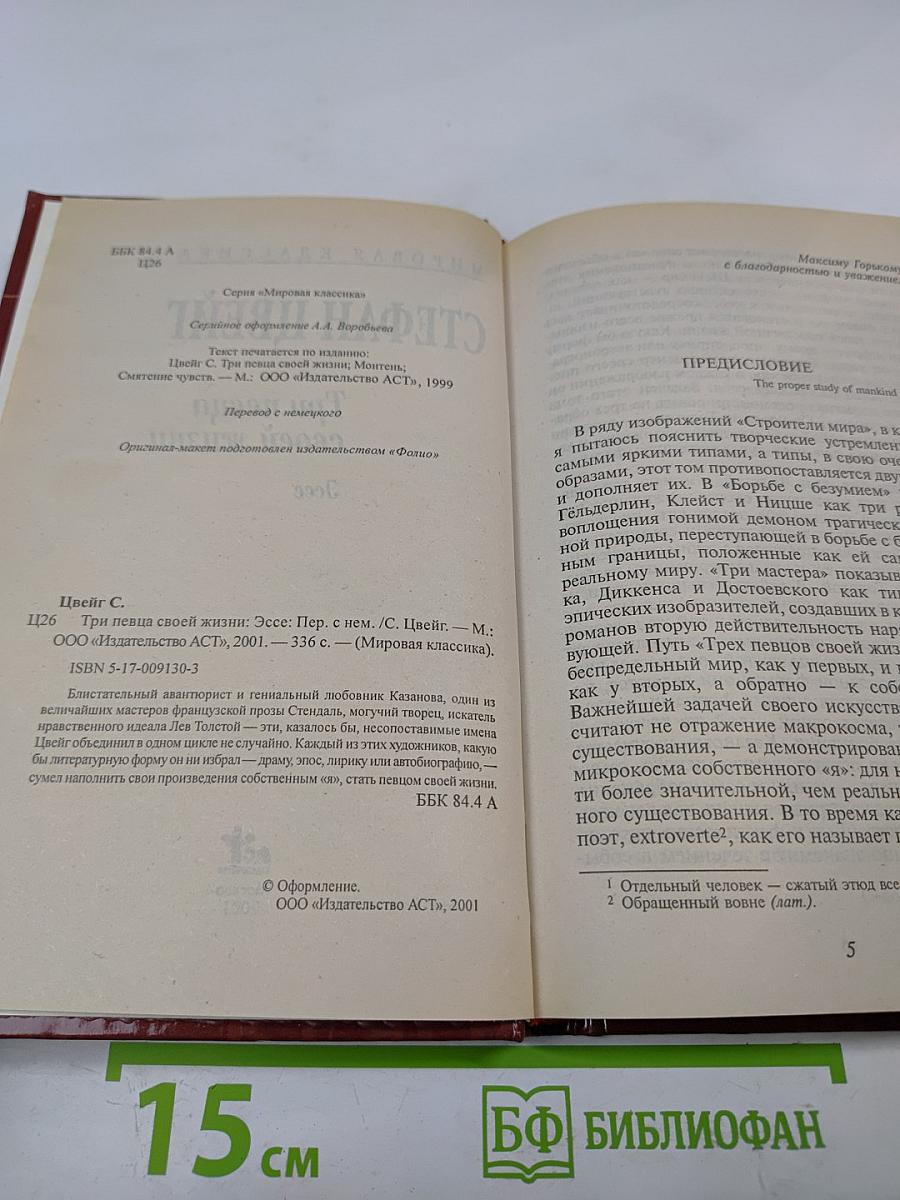 ББК 84.4 А
Ц26
Серия «Мировая классика»
Серийное оформление А.А. Воробьева
Текст печатается по изданию:
Цвейг С. Три певца своей жизни; Монтень;
Смятение чувств. — М.: ООО «Издательство АСТ», 1999
Перевод с немецкого
Оригинал-макет подготовлен издательством «Фолио»
Цвейг С.
Ц26 Три певца своей жизни: Эссе: Пер. с нем. /С. Цвейг. — М.:
ООО «Издательство АСТ», 2001. — 336 с. — (Мировая классика).
ISBN 5-17-009130-3
Блистательный авантюрист и гениальный любовник Казанова, один из
величайших мастеров французской прозы Стендаль, могучий творец, искатель
нравственного идеала Лев Толстой — эти, казалось бы, несопоставимые имена
Цвейг объединил в одном цикле не случайно. Каждый из этих художников, какую
бы литературную форму он ни избрал — драму, эпос, лирику или автобиографию, —
сумел наполнить свои произведения собственным «я», стать певцом своей жизни.
ББК 84.4 А
© Оформление.
ООО «Издательство АСТ», 2001
Максиму Горькому
с благодарностью и уважением
ПРЕДИСЛОВИЕ
The proper study of mankind
В ряду изображений «Строители мира», в к
я пытаюсь пояснить творческие устремлен
самыми яркими типами, а типы, в свою оче
образами, этот том противопоставляется дву
и дополняет их. В «Борьбе с безумием»
Гёльдерлин, Клейст и Ницше как три р
воплощения гонимой демоном трагическ
ной природы, переступающей в борьбе с б
ным границы, положенные как ей са
реальному миру. «Три мастера» показыв
ка, Диккенса и Достоевского как ти
эпических изобразителей, создавших в к
романов вторую действительность нар
вующей. Путь «Трех певцов своей жиз
беспредельный мир, как у первых, и
как у вторых, а обратно — к соб
Важнейшей задачей своего искусств
считают не отражение макрокосма,
существования, — а демонстрирован
микрокосма собственного «я»: для н
ти более значительной, чем реальн
ного существования. В то время ка
поэт, extroverte², как его называет
1 Отдельный человек — сжатый этюд все
2 Обращенный вовне (лат.).
5
15 см
БФ БИБЛИОФАН